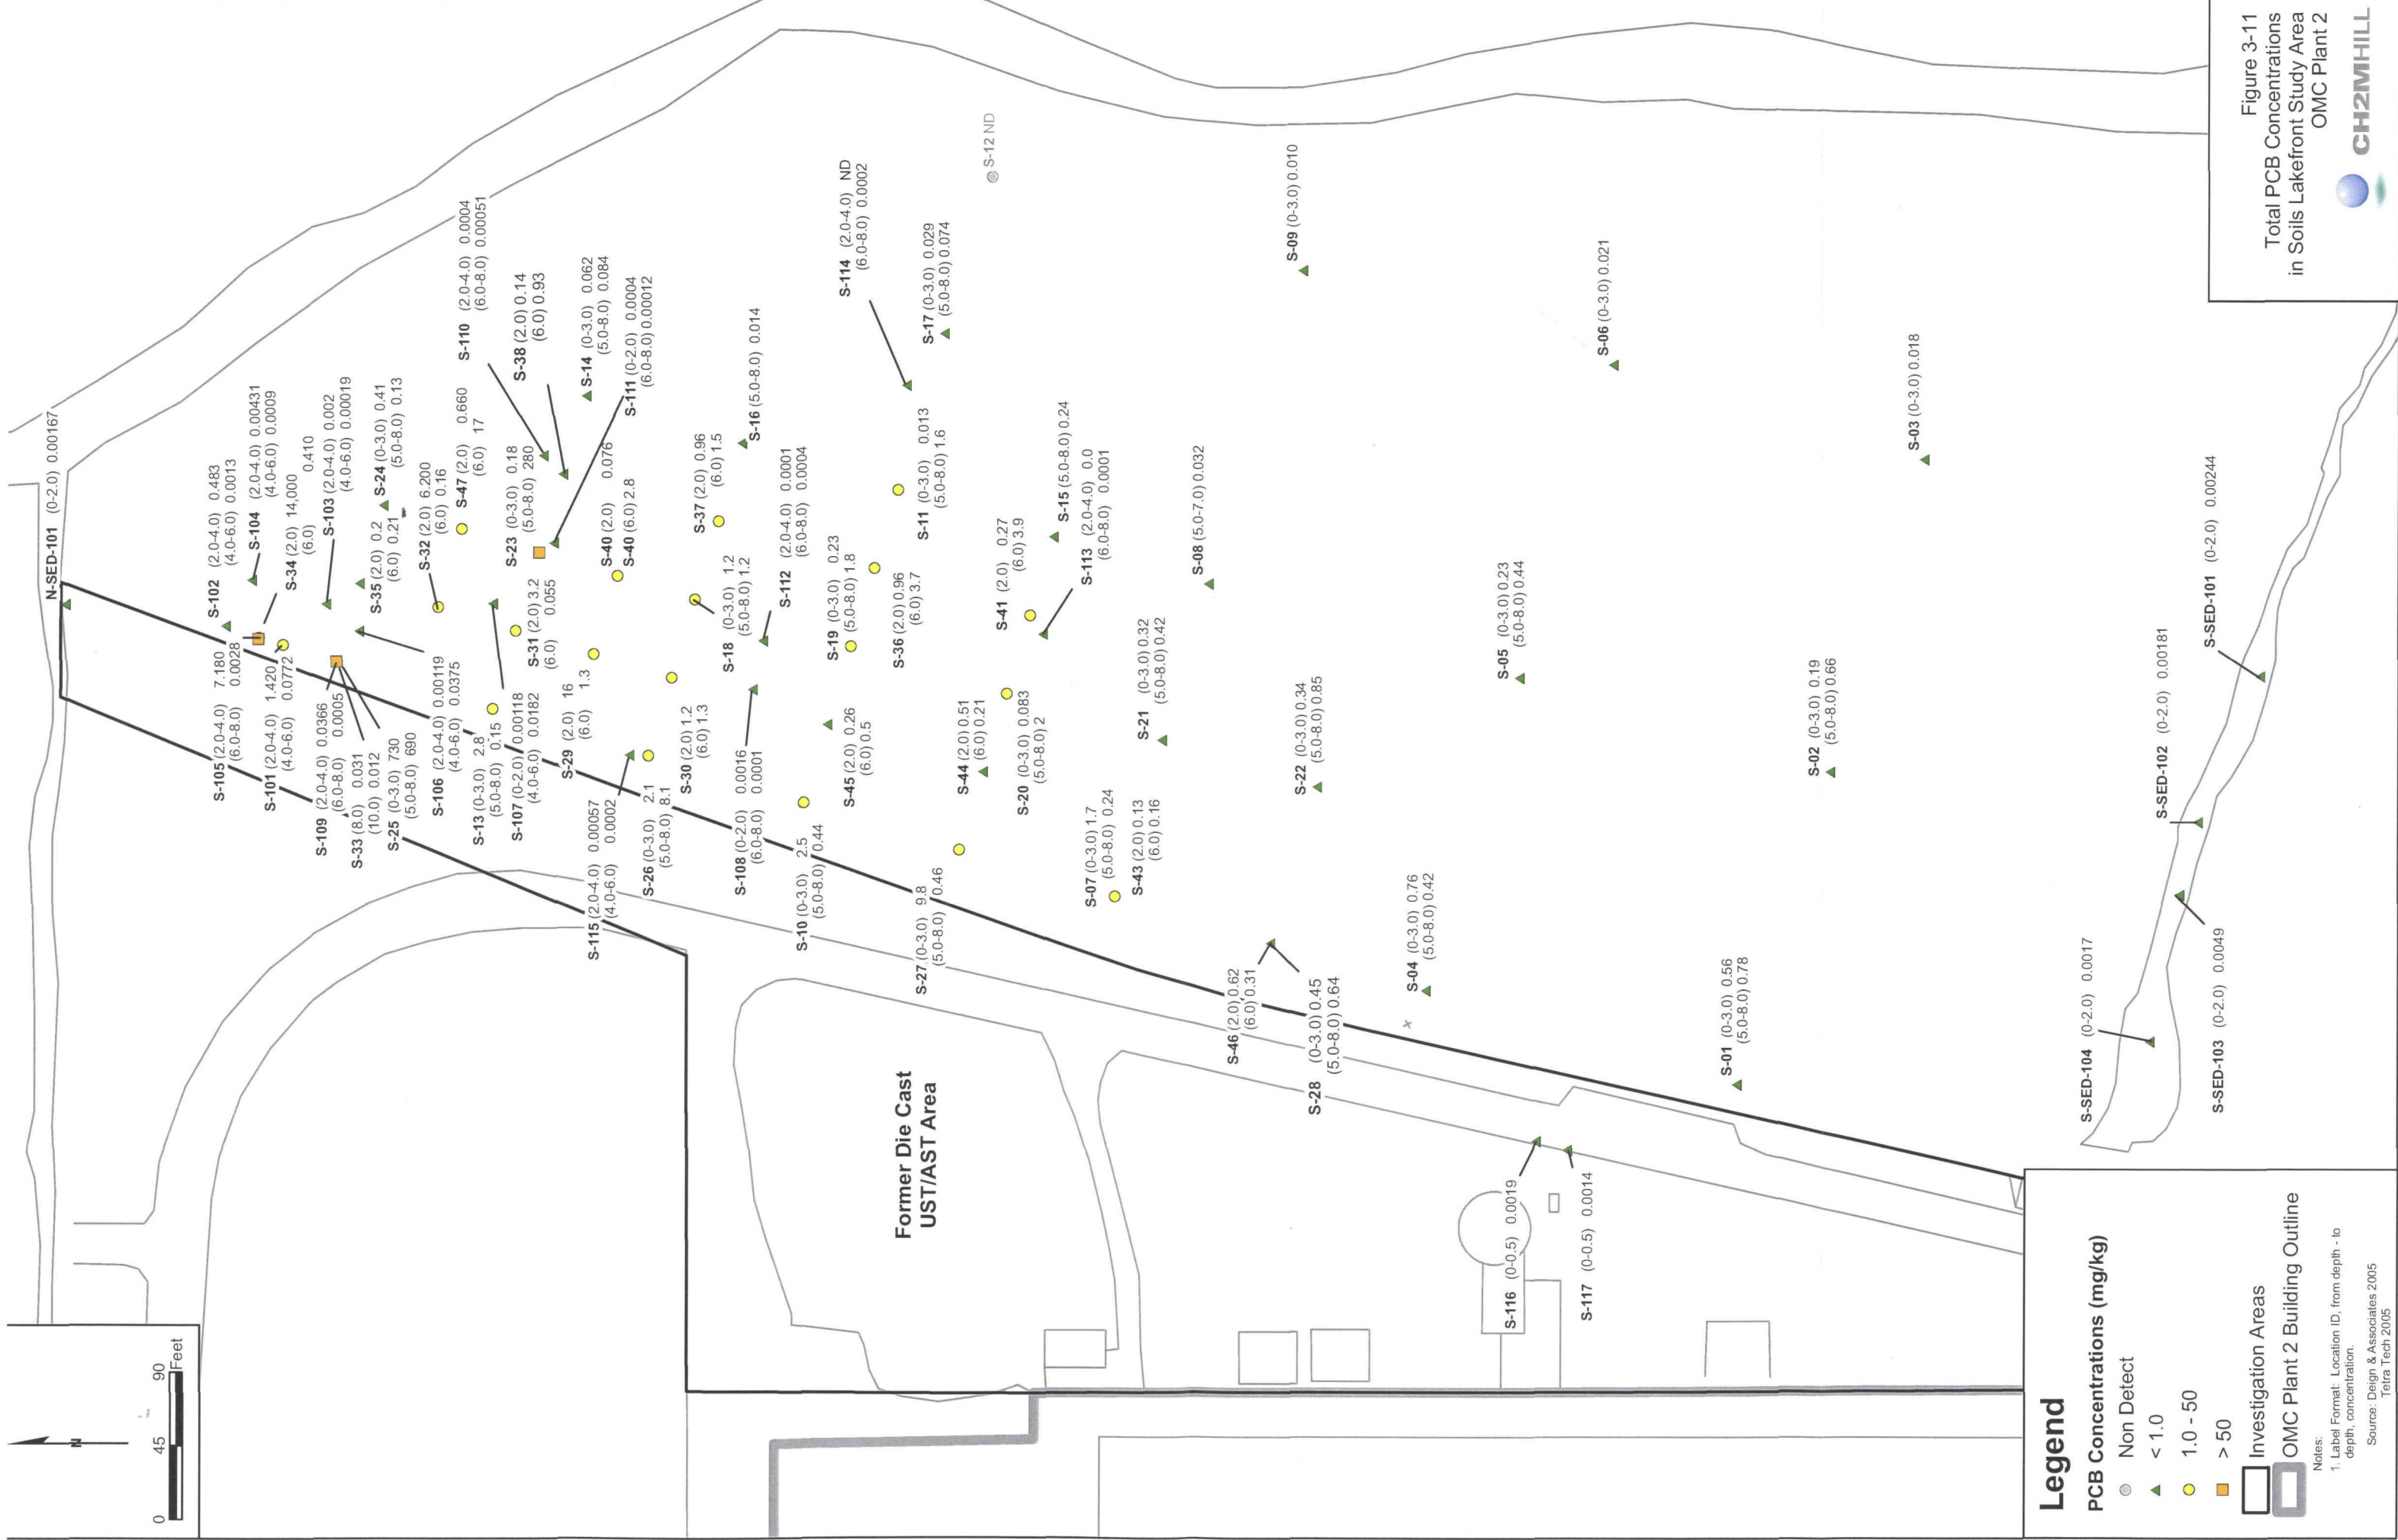 N-SED-101 (0-2.0) 0.00167
S-102 (2.0-4.0) 0.483
(4.0-6.0) 0.0013
S-104 (2.0-4.0) 0.00431
(4.0-6.0) 0.0009
S-34 (2.0) 14,000
(6.0) 0.410
S-103 (2.0-4.0) 0.002
(4.0-6.0) 0.00019
S-35 (2.0) 0.2
(6.0) 0.21
S-24 (0-3.0) 0.41
(5.0-8.0) 0.13
S-32 (2.0) 6.200
(6.0) 0.16
S-47 (2.0) 0.660
(6.0) 17
S-110 (2.0-4.0) 0.0004
(6.0-8.0) 0.00051
S-38 (2.0) 0.14
(6.0) 0.93
S-23 (0-3.0) 0.18
(5.0-8.0) 280
S-14 (0-3.0) 0.062
(5.0-8.0) 0.084
S-111 (0-2.0) 0.0004
(6.0-8.0) 0.00012
S-31 (2.0) 3.2
(6.0) 0.055
S-40 (2.0) 0.076
S-40 (6.0) 2.8
S-105 (2.0-4.0) 7.180
(6.0-8.0) 0.0028
S-101 (2.0-4.0) 1.420
(4.0-6.0) 0.0772
S-109 (2.0-4.0) 0.0366
(6.0-8.0) 0.0005
S-33 (8.0) 0.031
(10.0) 0.012
S-25 (0-3.0) 730
(5.0-8.0) 690
S-106 (2.0-4.0) 0.00119
(4.0-6.0) 0.0375
S-13 (0-3.0) 2.8
(5.0-8.0) 0.15
S-107 (0-2.0) 0.00118
(4.0-6.0) 0.0182
S-29 (2.0) 16
(6.0) 1.3
S-115 (2.0-4.0) 0.00057
(4.0-6.0) 0.0002
S-26 (0-3.0) 2.1
(5.0-8.0) 8.1
S-30 (2.0) 1.2
(6.0) 1.3
S-37 (2.0) 0.96
(6.0) 1.5
S-18 (0-3.0) 1.2
(5.0-8.0) 1.2
S-16 (5.0-8.0) 0.014
S-108 (0-2.0) 0.0016
(6.0-8.0) 0.0001
S-112 (2.0-4.0) 0.0001
(6.0-8.0) 0.0004
S-10 (0-3.0) 2.5
(5.0-8.0) 0.44
S-45 (2.0) 0.26
(6.0) 0.5
S-19 (0-3.0) 0.23
(5.0-8.0) 1.8
S-36 (2.0) 0.96
(6.0) 3.7
S-11 (0-3.0) 0.013
(5.0-8.0) 1.6
S-114 (2.0-4.0) ND
(6.0-8.0) 0.0002
S-17 (0-3.0) 0.029
(5.0-8.0) 0.074
S-12 ND
S-27 (0-3.0) 9.8
(5.0-8.0) 0.46
S-44 (2.0) 0.51
(6.0) 0.21
S-20 (0-3.0) 0.083
(5.0-8.0) 2
S-41 (2.0) 0.27
(6.0) 3.9
S-15 (5.0-8.0) 0.24
S-113 (2.0-4.0) 0.0
(6.0-8.0) 0.0001
S-07 (0-3.0) 1.7
(5.0-8.0) 0.24
S-43 (2.0) 0.13
(6.0) 0.16
S-21 (0-3.0) 0.32
(5.0-8.0) 0.42
S-08 (5.0-7.0) 0.032
S-46 (2.0) 0.62
(6.0) 0.31
S-28 (0-3.0) 0.45
(5.0-8.0) 0.64
S-22 (0-3.0) 0.34
(5.0-8.0) 0.85
S-09 (0-3.0) 0.010
S-04 (0-3.0) 0.76
(5.0-8.0) 0.42
S-05 (0-3.0) 0.23
(5.0-8.0) 0.44
S-06 (0-3.0) 0.021
S-01 (0-3.0) 0.56
(5.0-8.0) 0.78
S-02 (0-3.0) 0.19
(5.0-8.0) 0.66
S-03 (0-3.0) 0.018
S-116 (0-0.5) 0.0019
S-117 (0-0.5) 0.0014
S-SED-104 (0-2.0) 0.0017
S-SED-103 (0-2.0) 0.0049
S-SED-102 (0-2.0) 0.00181
S-SED-101 (0-2.0) 0.00244
Former Die Cast
UST/AST Area
N
0 45 90
Feet
Legend
PCB Concentrations (mg/kg)
Non Detect
< 1.0
1.0 - 50
> 50
Investigation Areas
OMC Plant 2 Building Outline
Notes:
1. Label Format: Location ID, from depth - to
depth, concentration.
Source: Deign & Associates 2005
Tetra Tech 2005
Figure 3-11
Total PCB Concentrations
in Soils Lakefront Study Area
OMC Plant 2
CH2MHILL